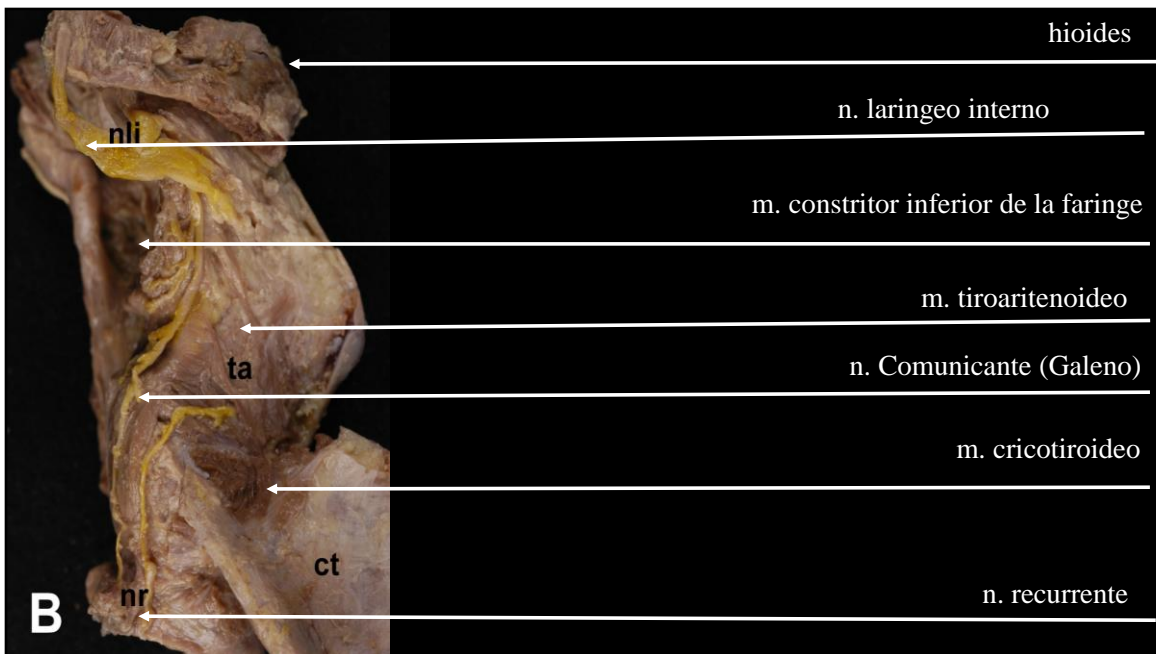 hioides
n. laringeo interno
nli
m. constritor inferior de la faringe
m. tiroaritenoideo
ta
n. Comunicante (Galeno)
m. cricotiroideo
ct
nr
n. recurrente
B